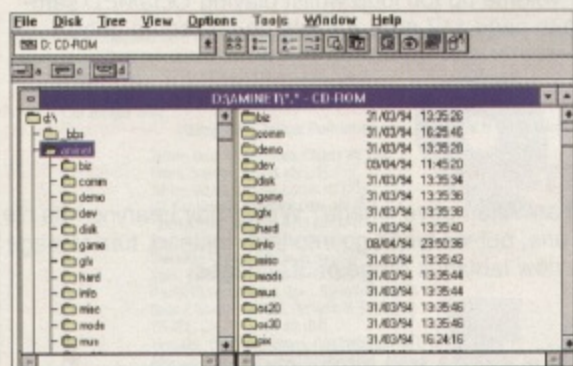 File Disk Tree View Options Tools Window Help
D: CD-ROM
a c d
D:\AMINET\*.* - CD-ROM
d:\
bbs
aminet
biz
comm
demo
dev
disk
game
gfx
hard
info
misc
mods
mus
biz 31/03/94 13:35:26
comm 31/03/94 16:25:46
demo 31/03/94 13:35:28
dev 09/04/94 11:45:20
disk 31/03/94 13:35:34
game 31/03/94 13:35:36
gfx 31/03/94 13:35:38
hard 31/03/94 13:35:40
info 08/04/94 23:50:36
misc 31/03/94 13:35:42
mods 31/03/94 13:35:44
mus 31/03/94 13:35:44
os20 31/03/94 13:35:46
os30 31/03/94 13:35:46
pix 31/03/94 16:24:16